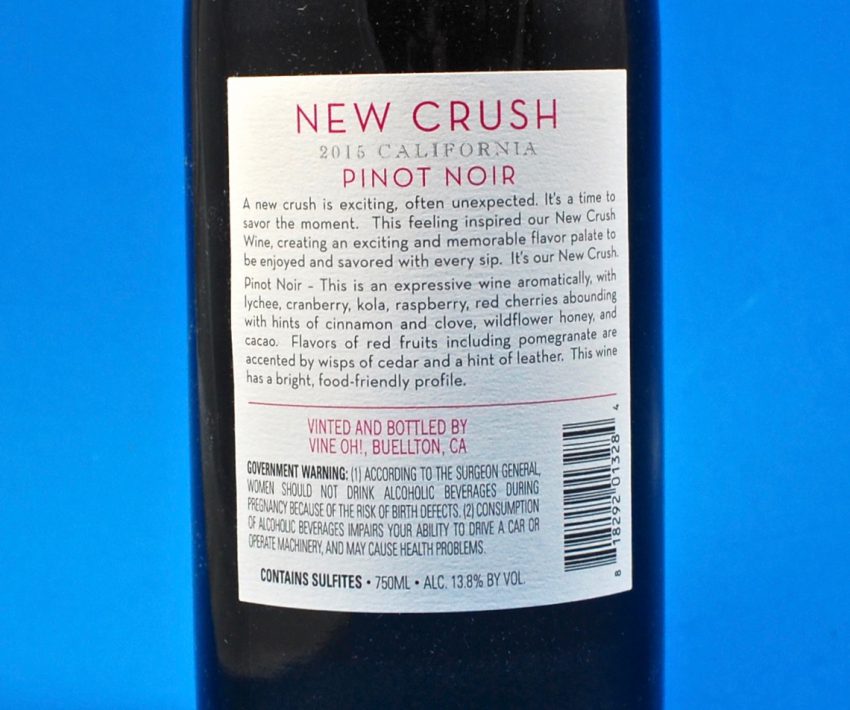 NEW CRUSH
2015 CALIFORNIA
PINOT NOIR
A new crush is exciting, often unexpected. It's a time to
savor the moment. This feeling inspired our New Crush
Wine, creating an exciting and memorable flavor palate to
be enjoyed and savored with every sip. It's our New Crush.
Pinot Noir - This is an expressive wine aromatically, with
lychee, cranberry, kola, raspberry, red cherries abounding
with hints of cinnamon and clove, wildflower honey, and
cacao. Flavors of red fruits including pomegranate are
accented by wisps of cedar and a hint of leather. This wine
has a bright, food-friendly profile.
VINTED AND BOTTLED BY
VINE OH!, BUELLTON, CA
GOVERNMENT WARNING: (1) ACCORDING TO THE SURGEON GENERAL,
WOMEN SHOULD NOT DRINK ALCOHOLIC BEVERAGES DURING
PREGNANCY BECAUSE OF THE RISK OF BIRTH DEFECTS. (2) CONSUMPTION
OF ALCOHOLIC BEVERAGES IMPAIRS YOUR ABILITY TO DRIVE A CAR OR
OPERATE MACHINERY, AND MAY CAUSE HEALTH PROBLEMS.
CONTAINS SULFITES • 750ML • ALC. 13.8% BY VOL.
8 18292 01328 4